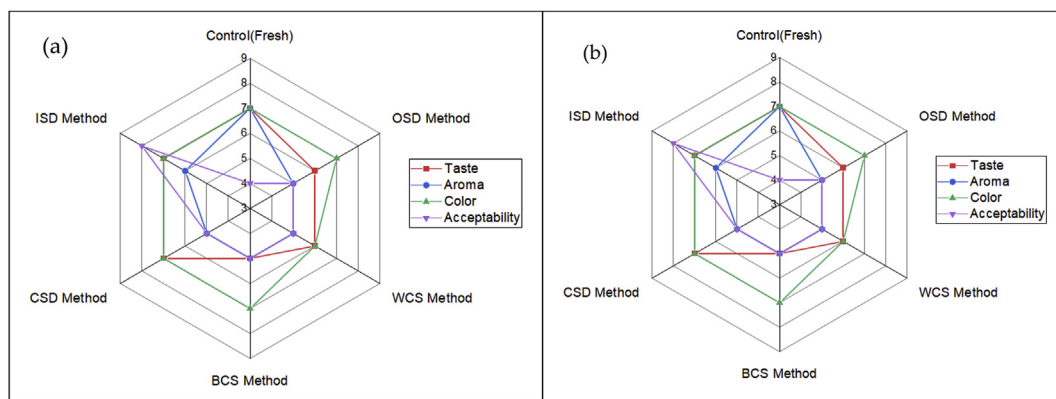 (a)
Control(Fresh)
9
8
7
6
5
4
3
ISD Method
OSD Method
CSD Method
WCS Method
BCS Method
Taste
Aroma
Color
Acceptability
(b)
Control(Fresh)
9
8
7
6
5
4
3
ISD Method
OSD Method
CSD Method
WCS Method
BCS Method
Taste
Aroma
Color
Acceptability